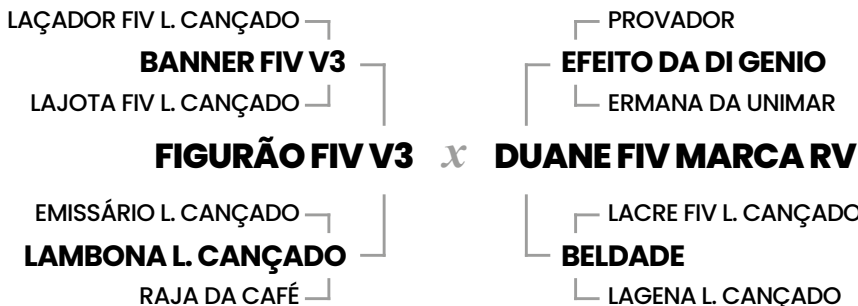 LAÇADOR FIV L. CANÇADO PROVADOR
BANNER FIV V3 EFEITO DA DI GENIO
LAJOTA FIV L. CANÇADO ERMANA DA UNIMAR
FIGURÃO FIV V3 x DUANE FIV MARCA RV
EMISSÁRIO L. CANÇADO LACRE FIV L. CANÇADO
LAMBONA L. CANÇADO BELDADE
RAJA DA CAFÉ LAGENA L. CANÇADO